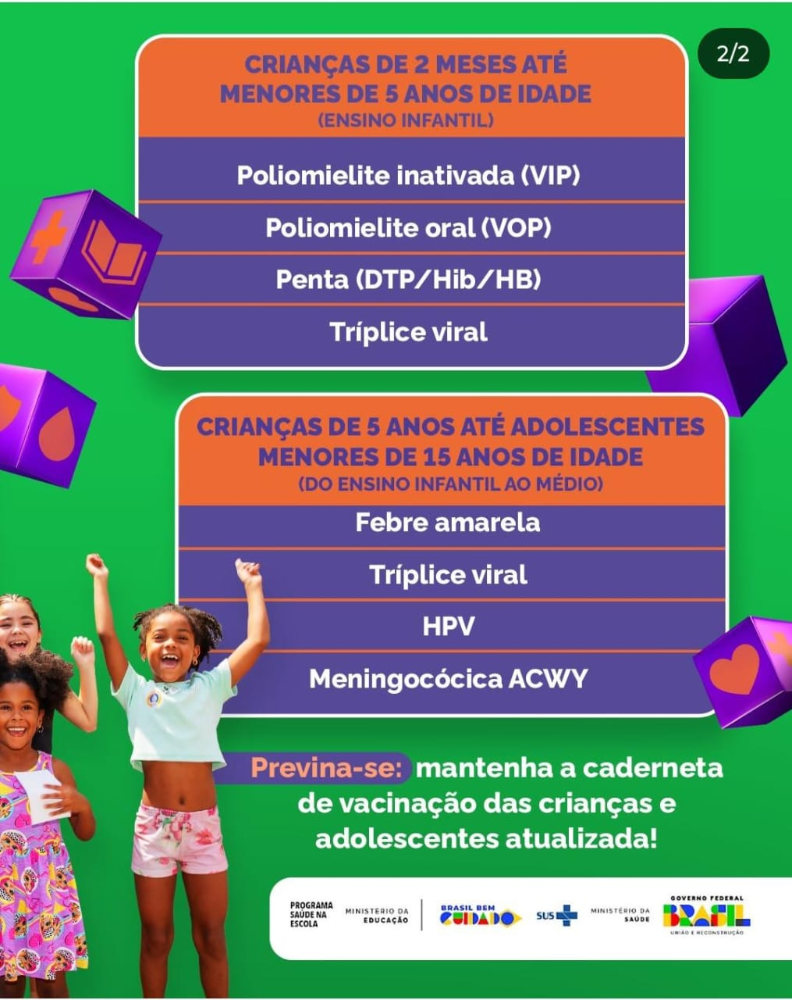 2/2
CRIANÇAS DE 2 MESES ATÉ
MENORES DE 5 ANOS DE IDADE
(ENSINO INFANTIL)
Poliomielite inativada (VIP)
Poliomielite oral (VOP)
Penta (DTP/Hib/HB)
Tríplice viral
CRIANÇAS DE 5 ANOS ATÉ ADOLESCENTES
MENORES DE 15 ANOS DE IDADE
(DO ENSINO INFANTIL AO MÉDIO)
Febre amarela
Tríplice viral
HPV
Meningocócica ACWY
Previna-se: mantenha a caderneta
de vacinação das crianças e
adolescentes atualizada!
PROGRAMA
SAÚDE NA
ESCOLA
MINISTÉRIO DA
EDUCAÇÃO
BRASIL BEM
CUIDADO
SUS
MINISTÉRIO DA
SAÚDE
GOVERNO FEDERAL
BRASIL
UNIÃO E RECONSTRUÇÃO